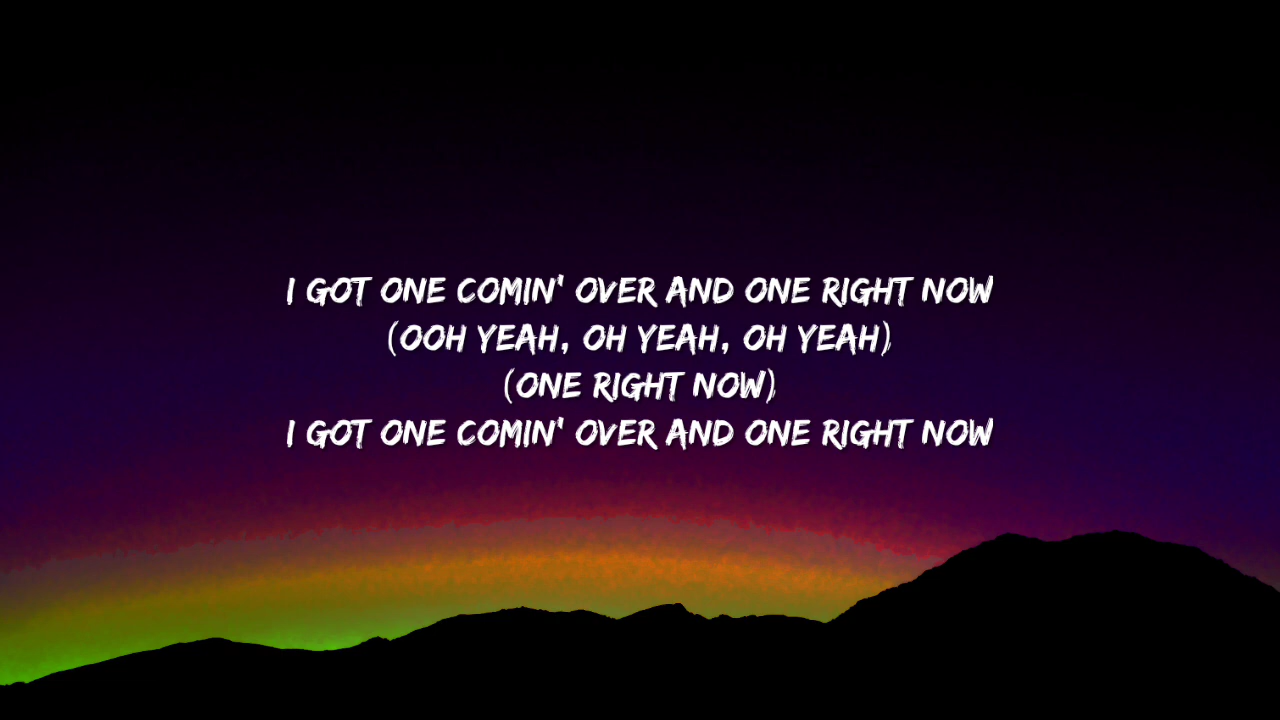 I GOT ONE COMIN' OVER AND ONE RIGHT NOW
(OOH YEAH, OH YEAH, OH YEAH)
(ONE RIGHT NOW)
I GOT ONE COMIN' OVER AND ONE RIGHT NOW